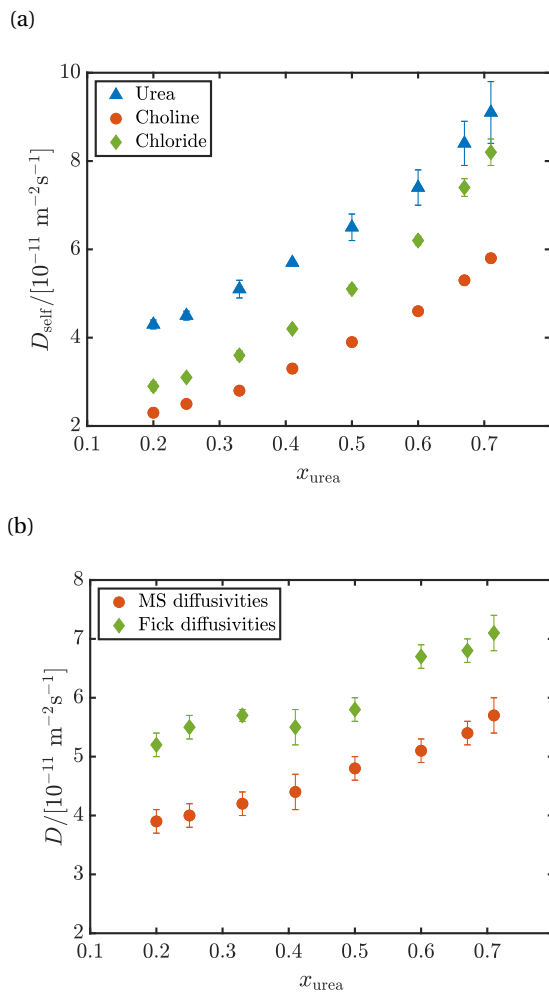 (a)
10
8
6
4
2
D_self/[10⁻¹¹ m⁻²s⁻¹]
Urea
Choline
Chloride
0.1 0.2 0.3 0.4 0.5 0.6 0.7
x_urea
(b)
8
7
6
5
4
3
2
D/[10⁻¹¹ m⁻²s⁻¹]
MS diffusivities
Fick diffusivities
0.1 0.2 0.3 0.4 0.5 0.6 0.7
x_urea